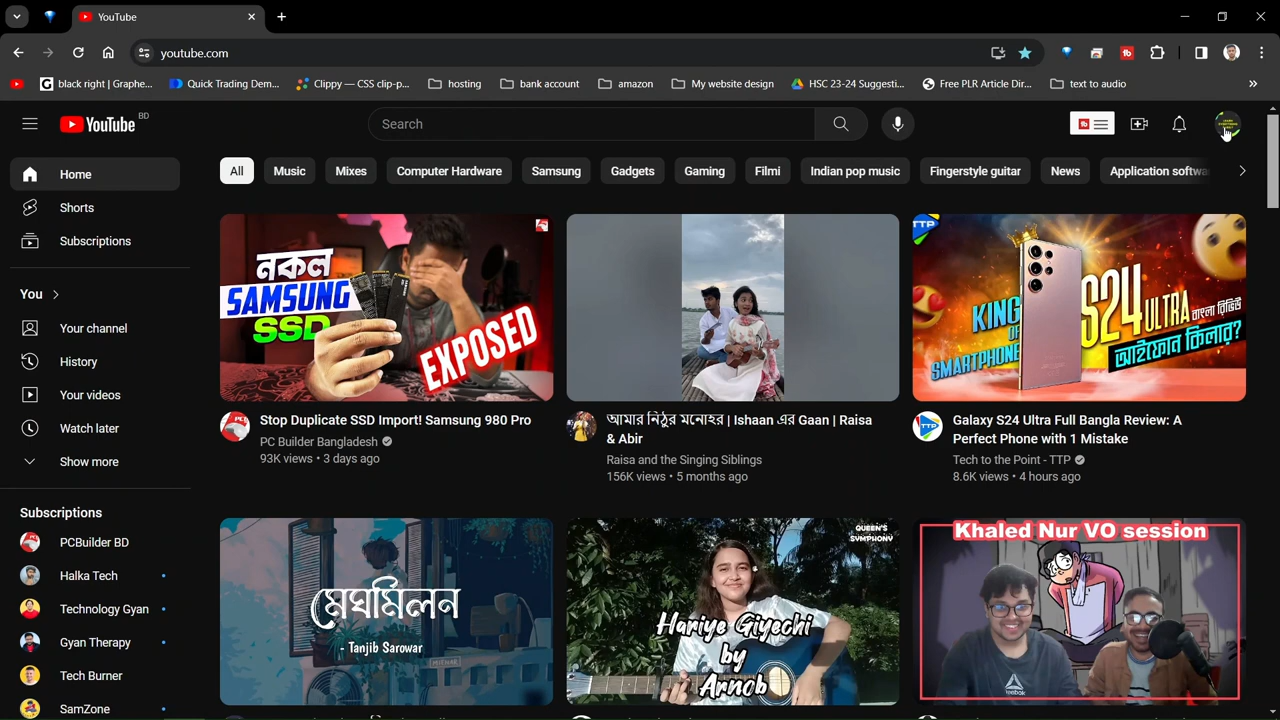 YouTube
youtube.com
black right | Graphe...
Quick Trading Dem...
Clippy — CSS clip-p...
hosting
bank account
amazon
My website design
HSC 23-24 Suggesti...
Free PLR Article Dir...
text to audio
YouTube BD
Search
Home
Shorts
Subscriptions
You
Your channel
History
Your videos
Watch later
Show more
Subscriptions
PCBuilder BD
Halka Tech
Technology Gyan
Gyan Therapy
Tech Burner
SamZone
All
Music
Mixes
Computer Hardware
Samsung
Gadgets
Gaming
Filmi
Indian pop music
Fingerstyle guitar
News
Application softwa
নকল
SAMSUNG
SSD
EXPOSED
Stop Duplicate SSD Import! Samsung 980 Pro
PC Builder Bangladesh
93K views • 3 days ago
আমার নিঠুর মনোহর | Ishaan এর Gaan | Raisa
& Abir
Raisa and the Singing Siblings
156K views • 5 months ago
TTP
KING
OF
SMARTPHONE
S24
ULTRA
বাংলা রিভিউ
আইফোন কিলার?
Galaxy S24 Ultra Full Bangla Review: A
Perfect Phone with 1 Mistake
Tech to the Point - TTP
8.6K views • 4 hours ago
মেঘমিলন
- Tanjib Sarowar
QUEEN'S
SYMPHONY
Hariye Giyechi
by
Arnob
Khaled Nur VO session
Reebok